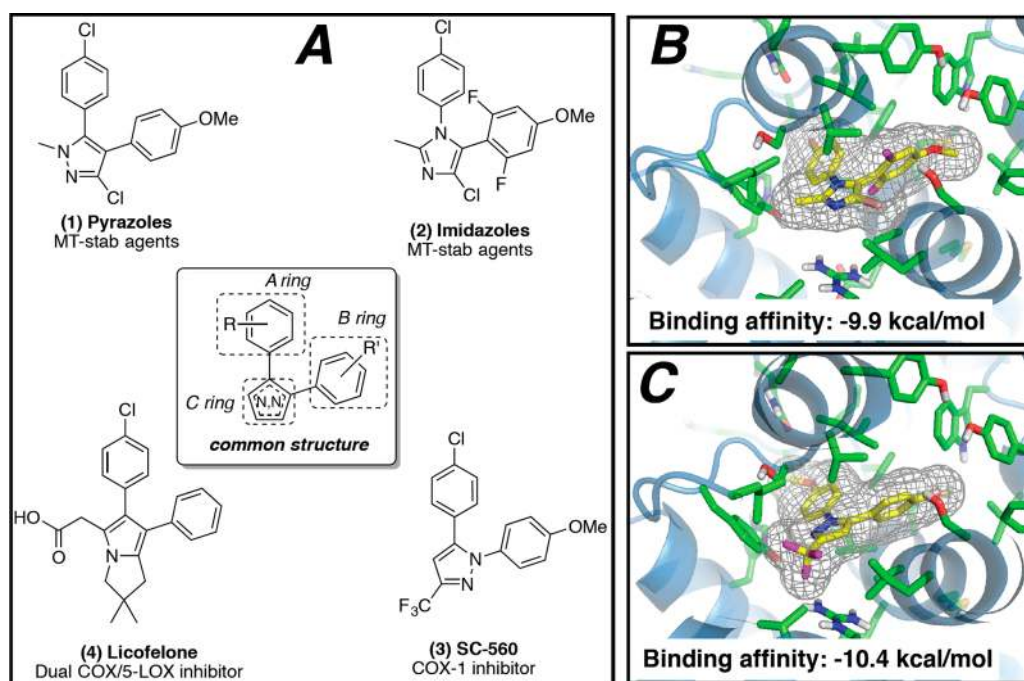 A
Cl
OMe
N
N
Cl
(1) Pyrazoles
MT-stab agents
Cl
F
OMe
N
N
F
Cl
(2) Imidazoles
MT-stab agents
A ring
R
B ring
R'
C ring
N,N
common structure
Cl
HO
O
N
(4) Licofelone
Dual COX/5-LOX inhibitor
Cl
OMe
N
N
F3C
(3) SC-560
COX-1 inhibitor
B
Binding affinity: -9.9 kcal/mol
C
Binding affinity: -10.4 kcal/mol